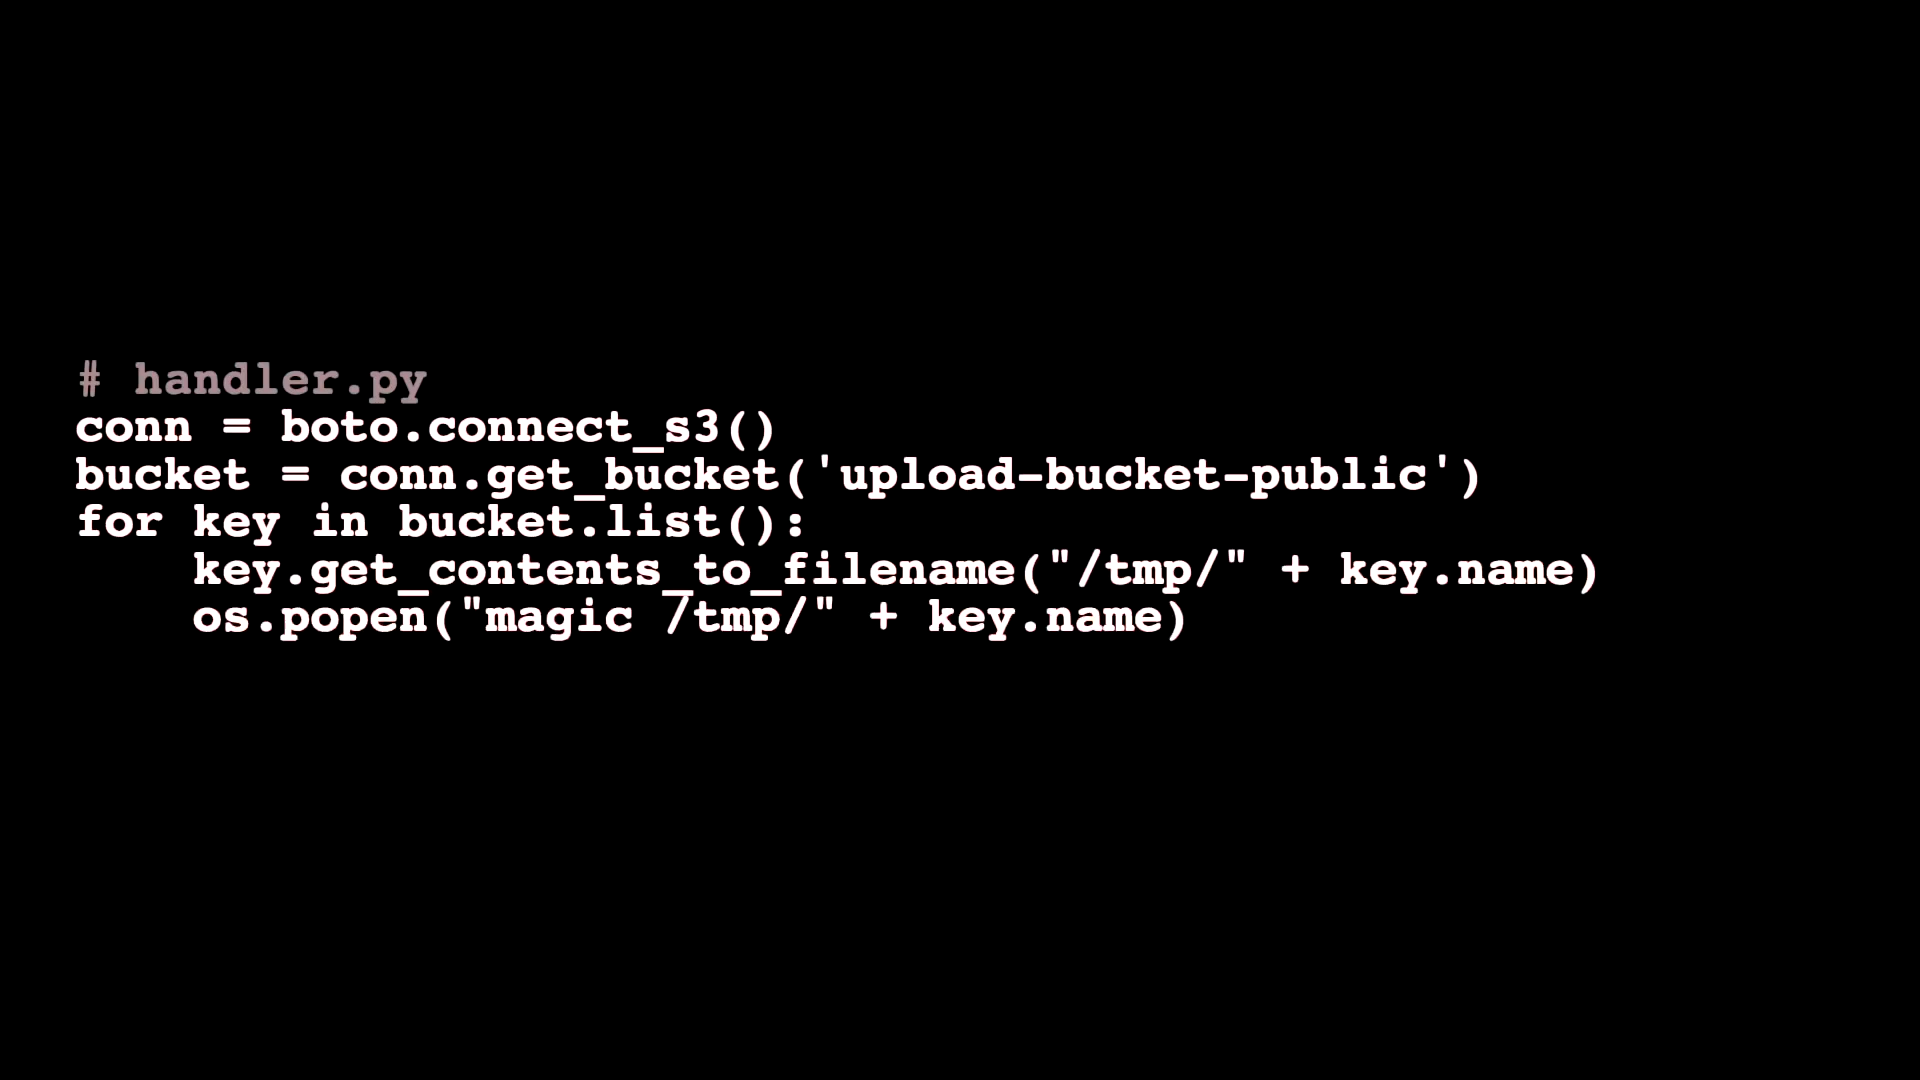 # handler.py
conn = boto.connect_s3()
bucket = conn.get_bucket('upload-bucket-public')
for key in bucket.list():
    key.get_contents_to_filename("/tmp/" + key.name)
    os.popen("magic /tmp/" + key.name)